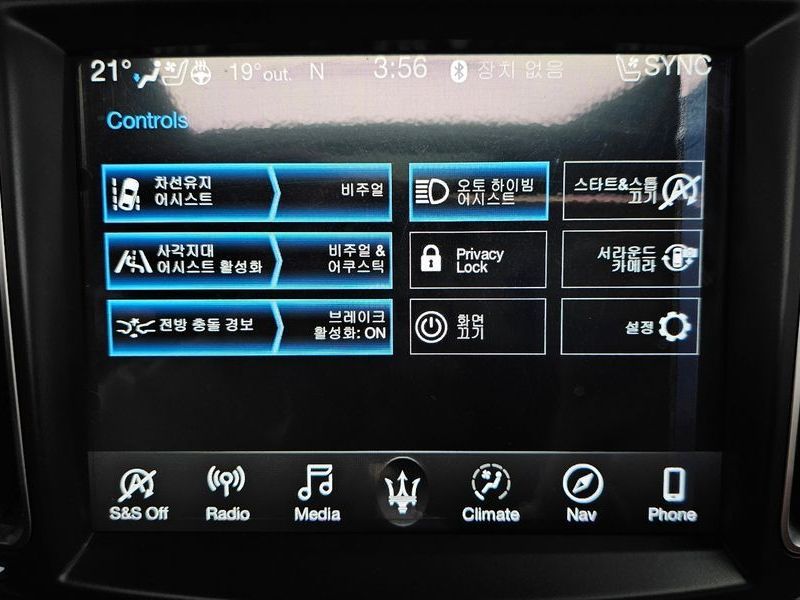 21° 19° out. N 3:56 장치 없음 SYNC
Controls
차선유지
어시스트
비주얼
오토 하이빔
어시스트
스타트&스톱
끄기
사각지대
어시스트 활성화
비주얼 &
어쿠스틱
Privacy
Lock
서라운드
카메라
전방 충돌 경보
브레이크
활성화: ON
화면
끄기
설정
S&S Off Radio Media Climate Nav Phone